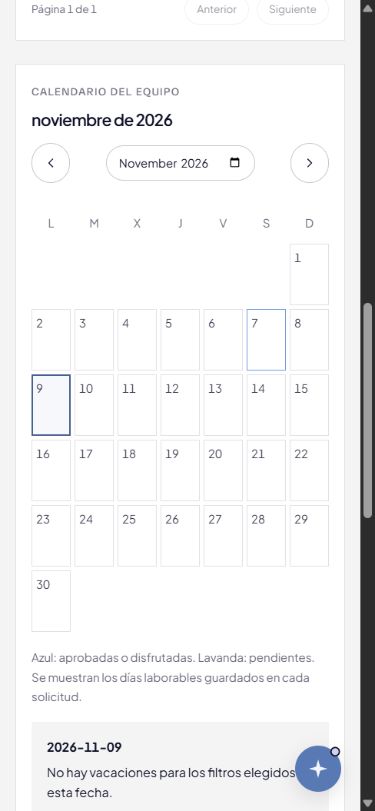 Página 1 de 1 Anterior Siguiente
CALENDARIO DEL EQUIPO
noviembre de 2026
November 2026
L M X J V S D
1
2 3 4 5 6 7 8
9 10 11 12 13 14 15
16 17 18 19 20 21 22
23 24 25 26 27 28 29
30
Azul: aprobadas o disfrutadas. Lavanda: pendientes.
Se muestran los días laborables guardados en cada
solicitud.
2026-11-09
No hay vacaciones para los filtros elegidos
esta fecha.